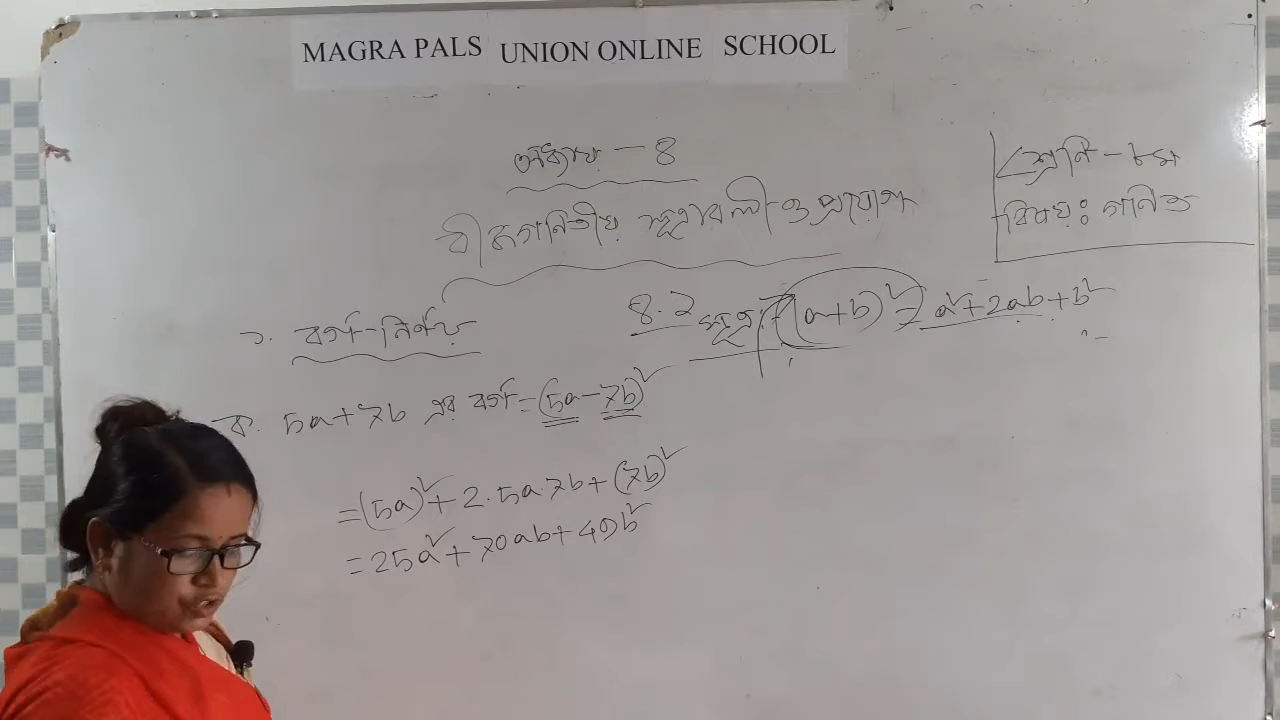 MAGRA PALS UNION ONLINE SCHOOL
অধ্যায় - ৪
বীজগণিতীয় সূত্রাবলী ও প্রয়োগ
শ্রেণি - ৮ম
বিষয়ঃ গণিত
১. বর্গ-নির্ণয়
৪.২ সূত্র (a+b)² = a²+2ab+b²
ক. 5a+7b এর বর্গ = (5a-7b)²
=(5a)²+2.5a.7b+(7b)²
=25a²+70ab+49b²